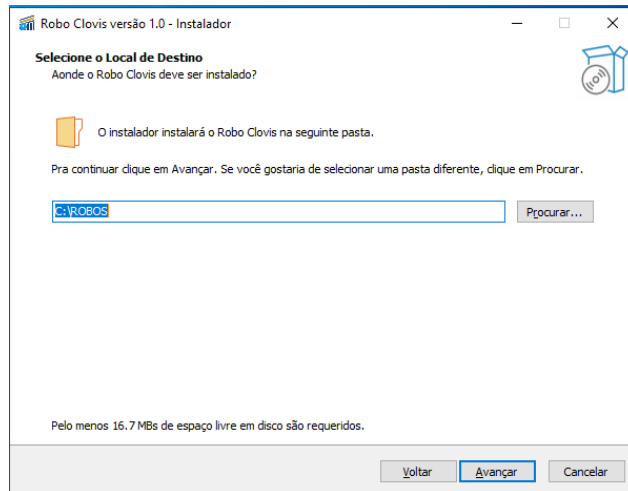 Robo Clovis versão 1.0 - Instalador
Selecione o Local de Destino
Aonde o Robo Clovis deve ser instalado?
O instalador instalará o Robo Clovis na seguinte pasta.
Pra continuar clique em Avançar. Se você gostaria de selecionar uma pasta diferente, clique em Procurar.
C:\ROBOS
Procurar...
Pelo menos 16.7 MBs de espaço livre em disco são requeridos.
Voltar Avançar Cancelar